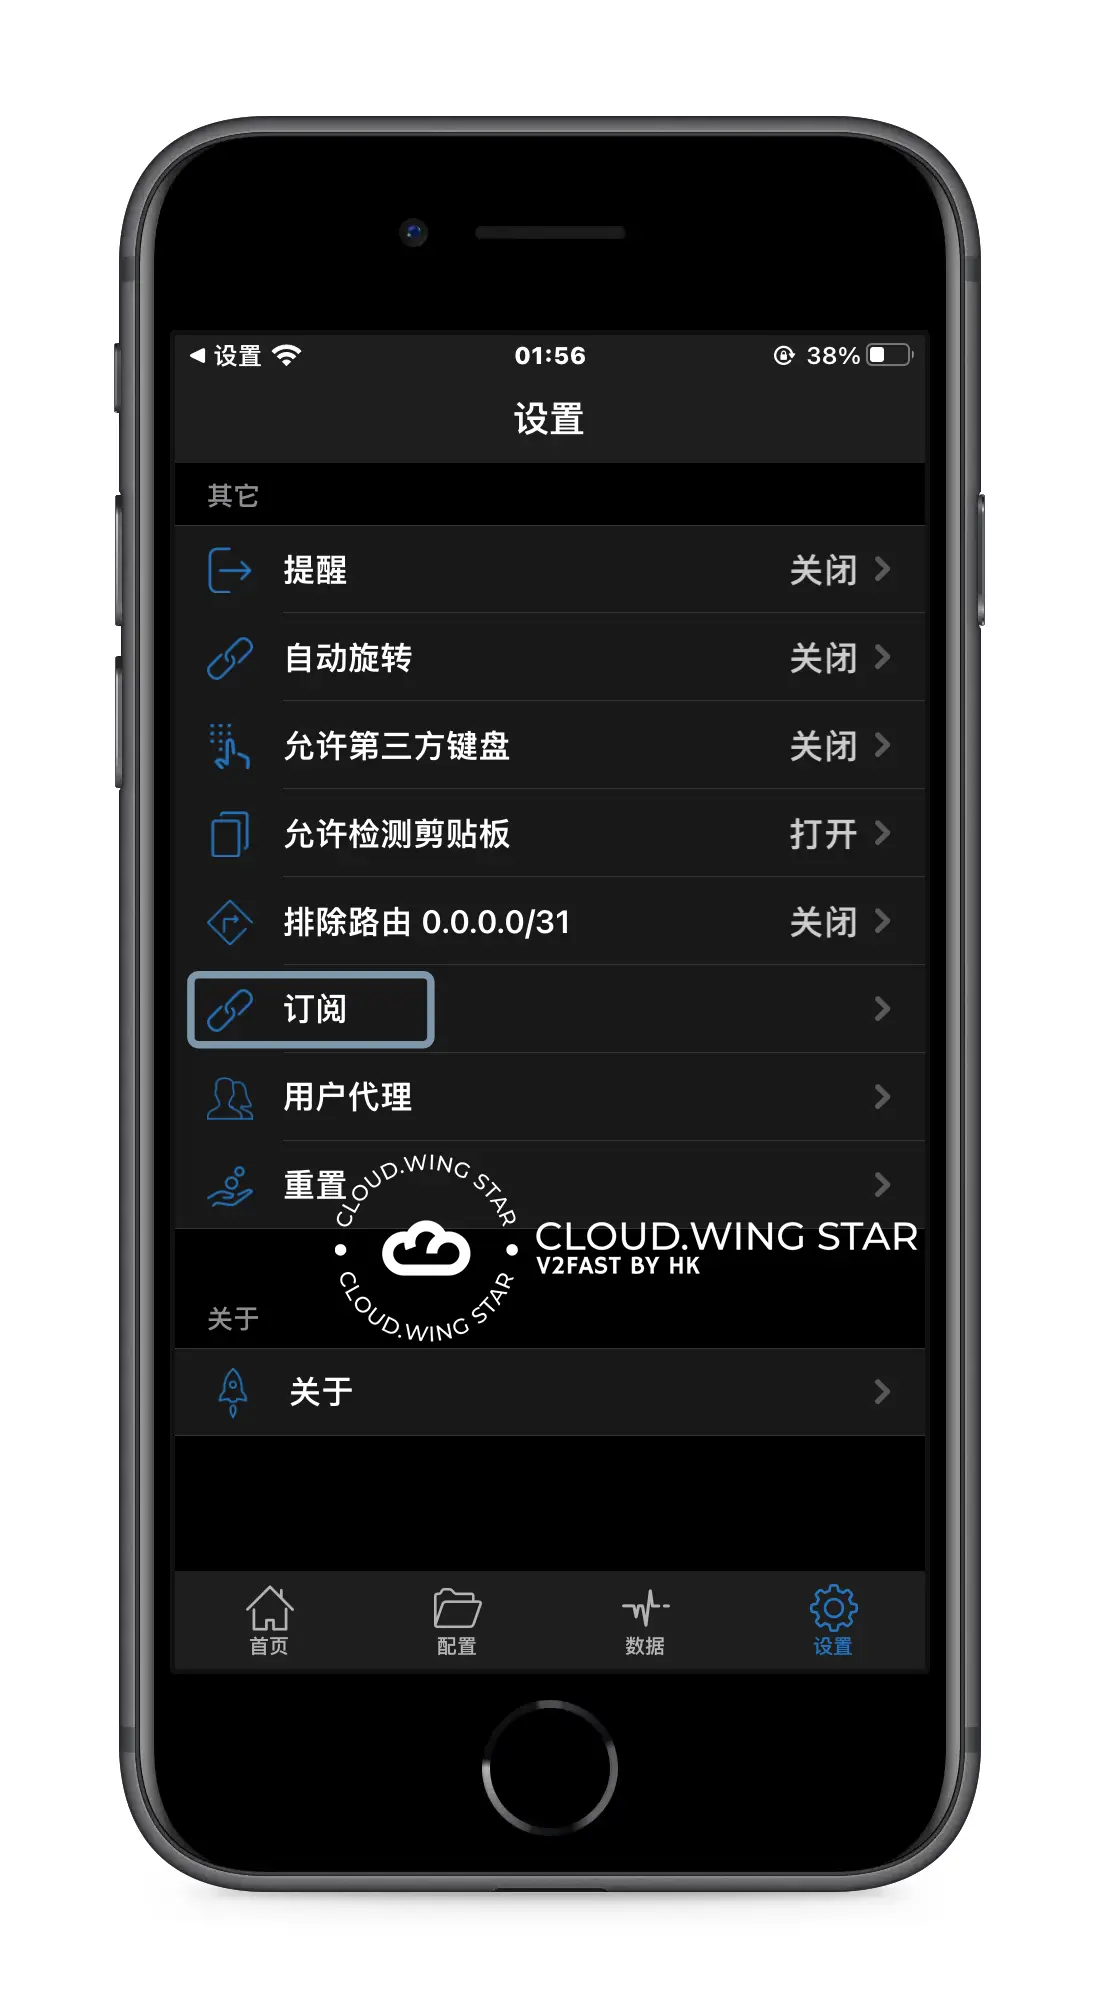 设置
01:56
38%
设置
其它
提醒 关闭
自动旋转 关闭
允许第三方键盘 关闭
允许检测剪贴板 打开
排除路由 0.0.0.0/31 关闭
订阅
用户代理
重置
CLOUD.WING STAR
CLOUD.WING STAR
CLOUD.WING STAR
V2FAST BY HK
关于
关于
首页
配置
数据
设置